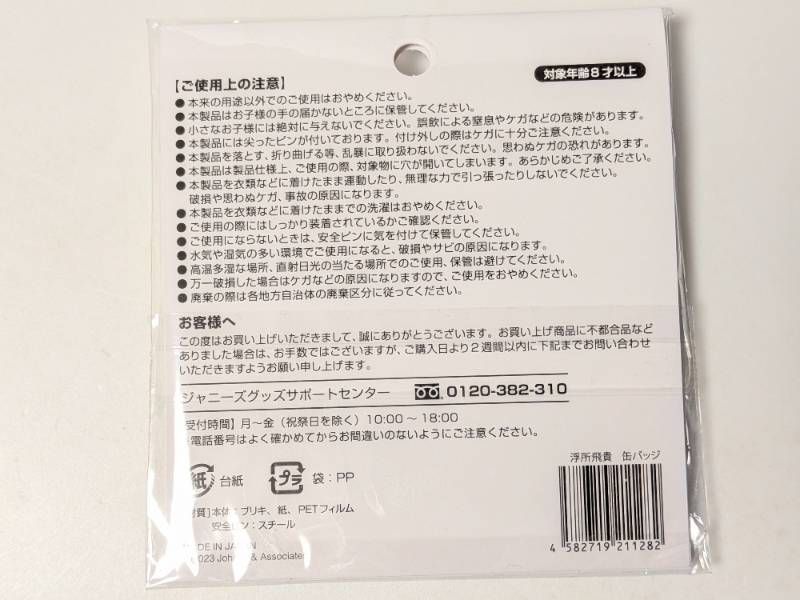 【ご使用上の注意】
対象年齢8才以上
●本来の用途以外でのご使用はおやめください。
●本製品はお子様の手の届かないところに保管してください。
●小さなお子様には絶対に与えないでください。誤飲による窒息やケガなどの危険があります。
●本製品には尖ったピンが付いております。付け外しの際はケガに十分ご注意ください。
●本製品を落とす、折り曲げる等、乱暴に取り扱わないでください。思わぬケガの恐れがあります。
●本製品は製品仕様上、ご使用の際、対象物に穴が開いてしまいます。あらかじめご了承ください。
●本製品を衣類などに着けたまま運動したり、無理な力で引っ張ったりしないでください。
破損や思わぬケガ、事故の原因になります。
●本製品を衣類などに着けたままでの洗濯はおやめください。
●ご使用の際にはしっかり装着されているかご確認ください。
●ご使用にならないときは、安全ピンに気を付けて保管してください。
●水気や湿気の多い環境でご使用になると、破損やサビの原因になります。
●高温多湿な場所、直射日光の当たる場所でのご使用、保管は避けてください。
●万一破損した場合はケガなどの原因になりますので、ご使用をおやめください。
●廃棄の際は各地方自治体の廃棄区分に従ってください。
お客様へ
この度はお買い上げいただきまして、誠にありがとうございます。お買い上げ商品に不都合品など
ありました場合は、お手数ではございますが、ご購入日より2週間以内に下記までお問い合わせ
いただきますようお願い申し上げます。
ジャニーズグッズサポートセンター 0120-382-310
受付時間】月〜金（祝祭日を除く）10:00〜18:00
※電話番号はよく確かめてからお間違いのないようにご注意ください。
紙 台紙 プラ 袋：PP
材質]本体：ブリキ、紙、PETフィルム
安全ピン：スチール
MADE IN JAPAN
2023 Johnny & Associates
浮所飛貴 缶バッジ
4 582719 211282